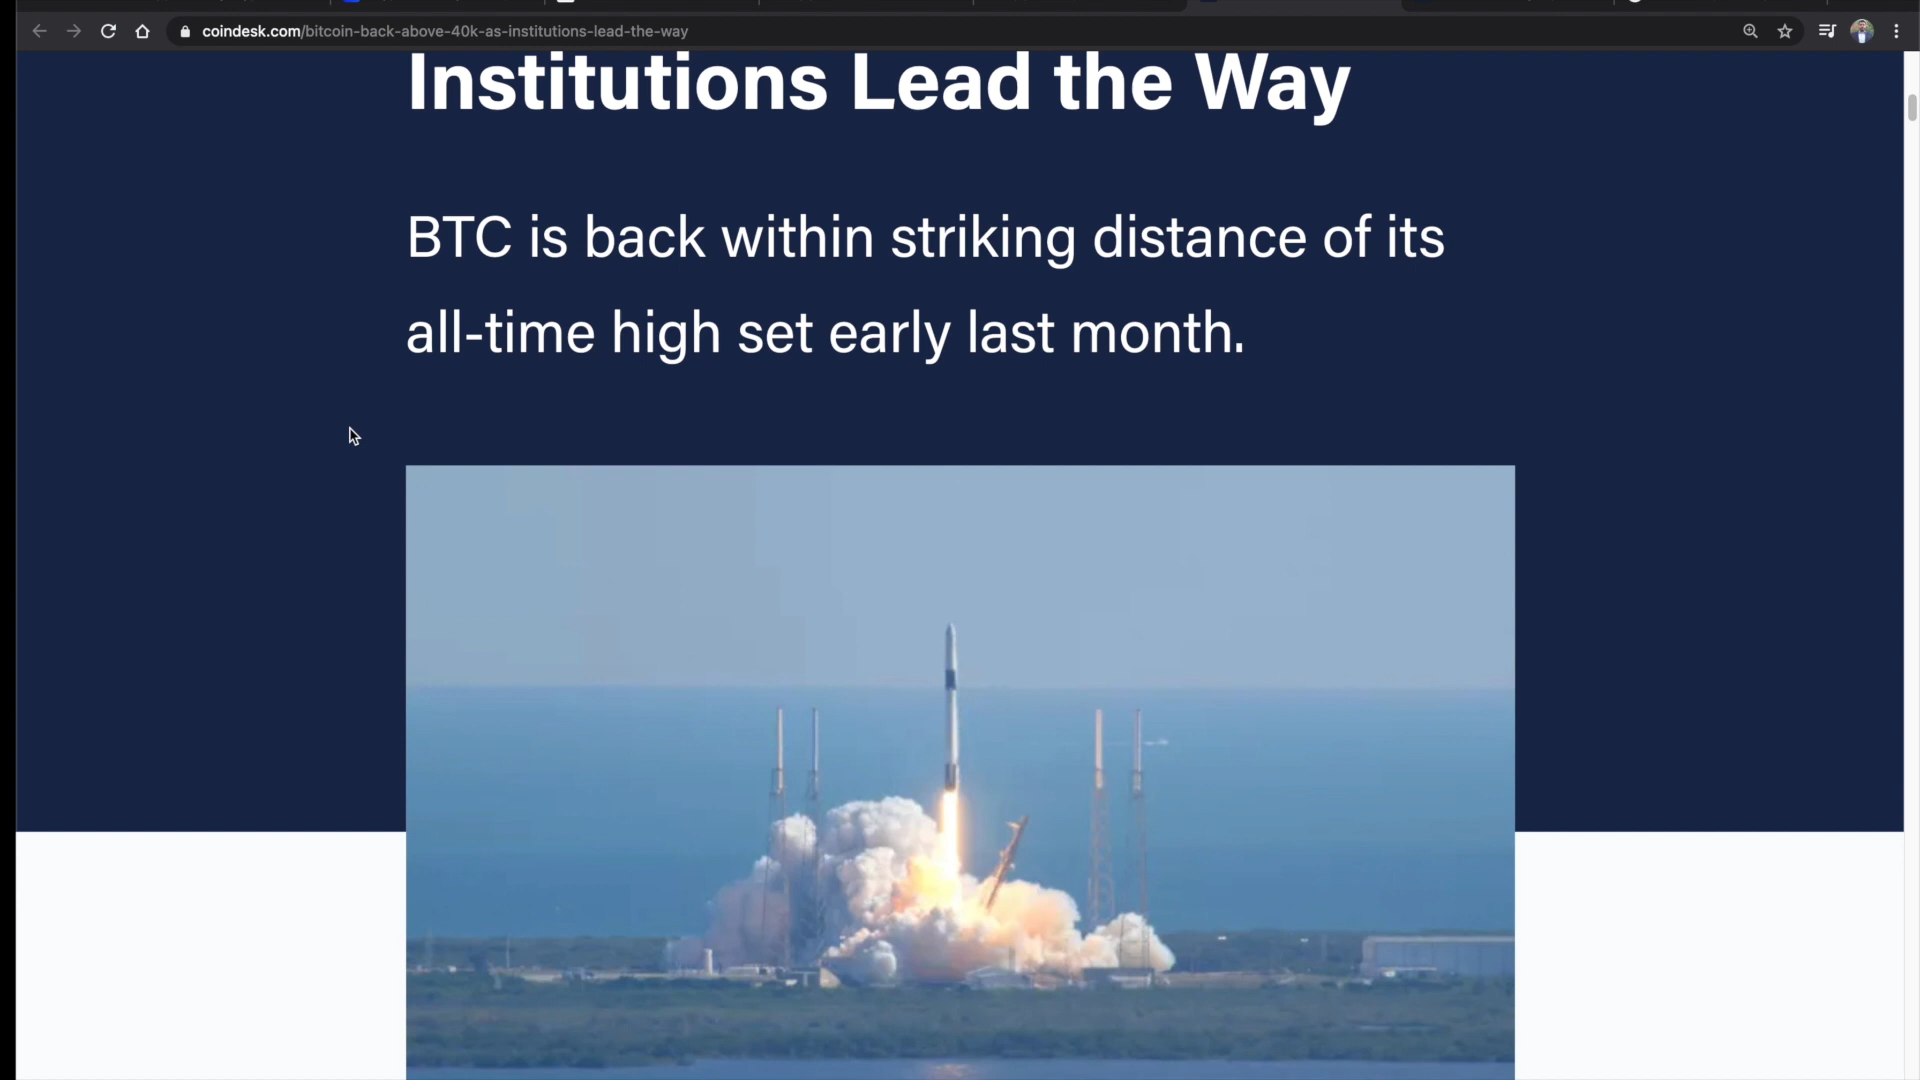 coindesk.com/bitcoin-back-above-40k-as-institutions-lead-the-way
Institutions Lead the Way
BTC is back within striking distance of its
all-time high set early last month.